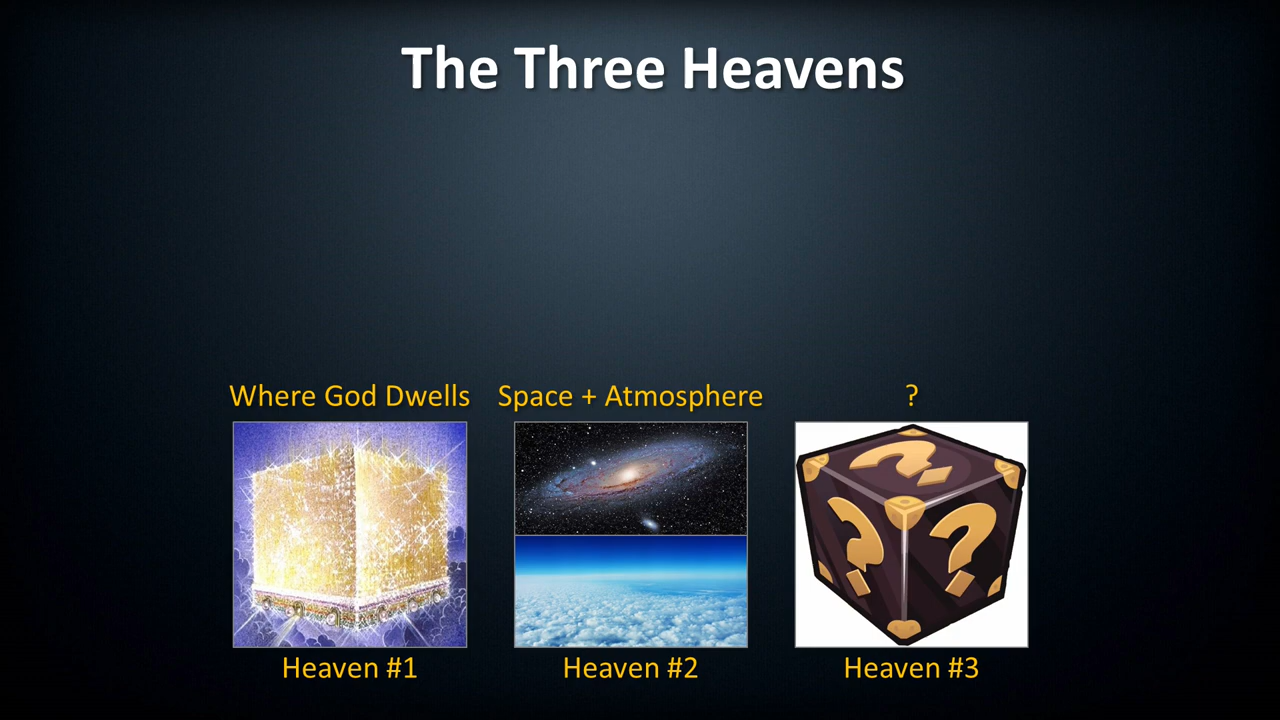 The Three Heavens
Where God Dwells
Space + Atmosphere
?
? ? ?
Heaven #1
Heaven #2
Heaven #3